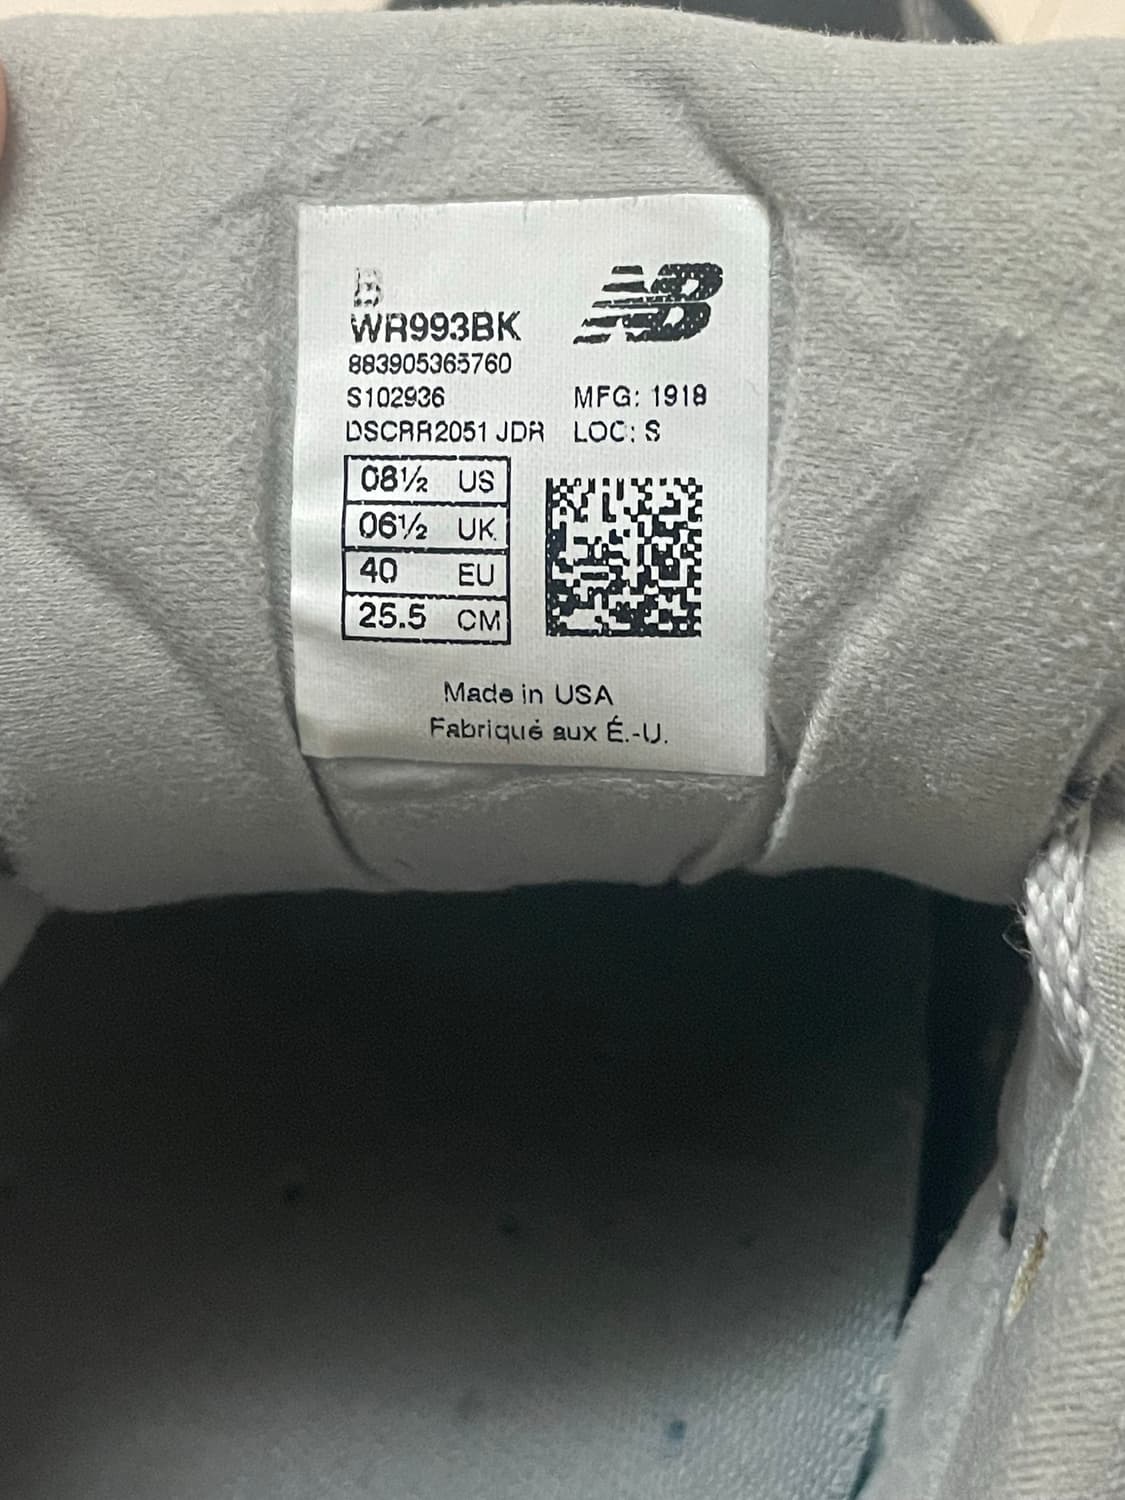 B
WR993BK
NB
883905365760
S102936
MFG: 1918
DSCRR2051 JDR
LOC: S
08½ US
06½ UK
40 EU
25.5 CM
Made in USA
Fabriqué aux É.-U.